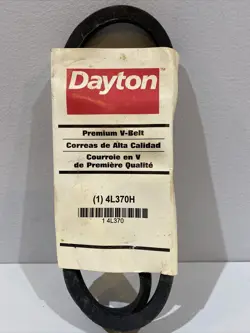 Dayton
Premium V-Belt
Correas de Alta Calidad
Courroie en V
de Première Qualité
(1) 4L370H
1 4L370